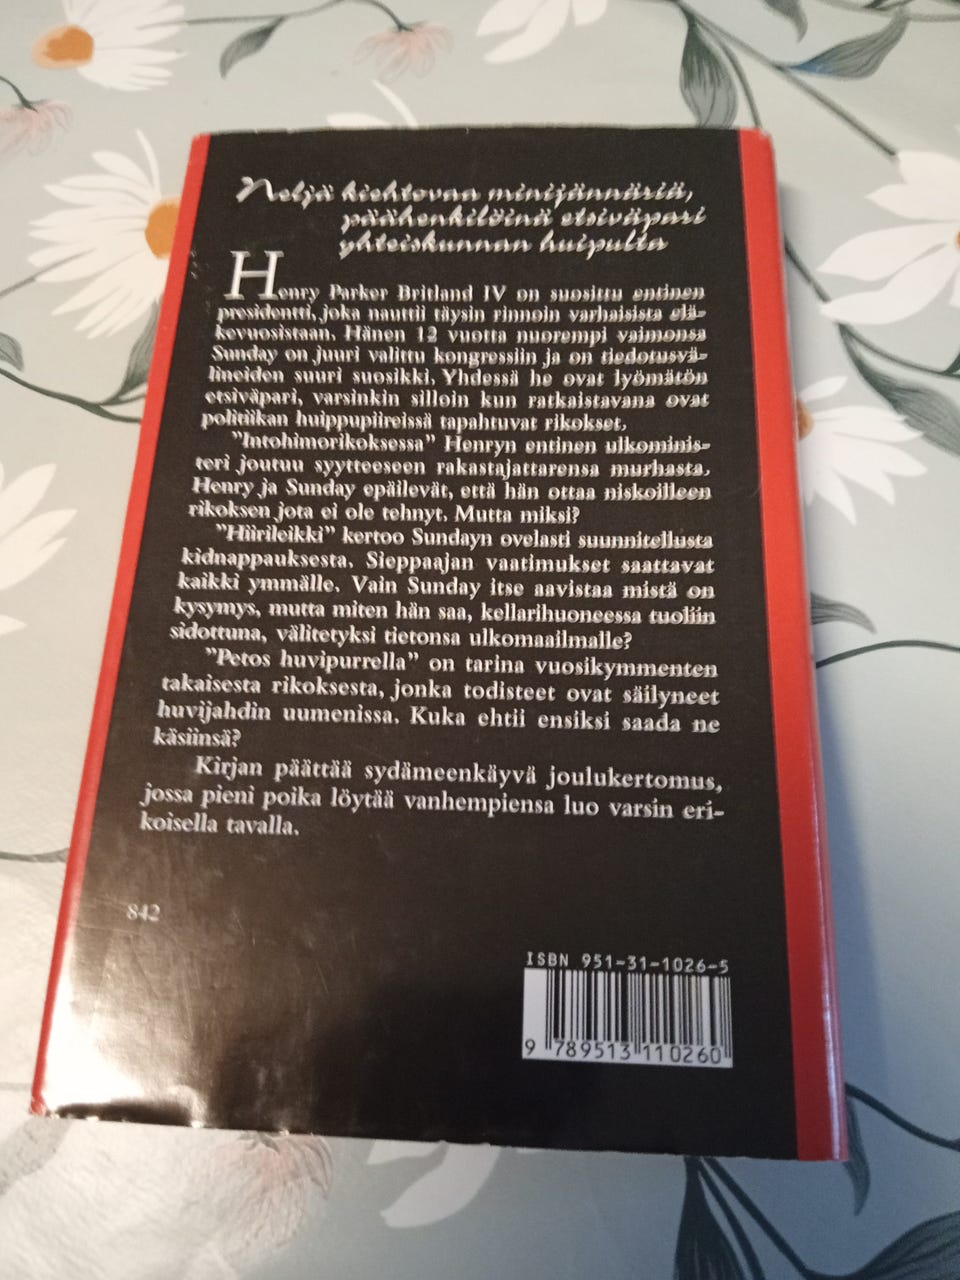 Neljä kiehtovaa minijännäriä,
päähenkilöinä etsiväpari
yhteiskunnan huipulta
Henry Parker Britland IV on suosittu entinen
presidentti, joka nauttii täysin rinnoin varhaisista elä-
kevuosistaan. Hänen 12 vuotta nuorempi vaimonsa
Sunday on juuri valittu kongressiin ja on tiedotusvä-
lineiden suuri suosikki. Yhdessä he ovat lyömätön
etsiväpari, varsinkin silloin kun ratkaistavana ovat
politiikan huippupiireissä tapahtuvat rikokset.
"Intohimorikoksessa" Henryn entinen ulkominis-
teri joutuu syytteeseen rakastajattarensa murhasta.
Henry ja Sunday epäilevät, että hän ottaa niskoilleen
rikoksen jota ei ole tehnyt. Mutta miksi?
"Hiirileikki" kertoo Sundayn ovelasti suunnitellusta
kidnappauksesta. Sieppaajan vaatimukset saattavat
kaikki ymmälle. Vain Sunday itse aavistaa mistä on
kysymys, mutta miten hän saa, kellarihuoneessa tuoliin
sidottuna, välitetyksi tietonsa ulkomaailmalle?
"Petos huvipurrella" on tarina vuosikymmenten
takaisesta rikoksesta, jonka todisteet ovat säilyneet
huvijahdin uumenissa. Kuka ehtii ensiksi saada ne
käsiinsä?
Kirjan päättää sydämeenkäyvä joulukertomus,
jossa pieni poika löytää vanhempiensa luo varsin eri-
koisella tavalla.
842
ISBN 951-31-1026-5
9 789513 110260